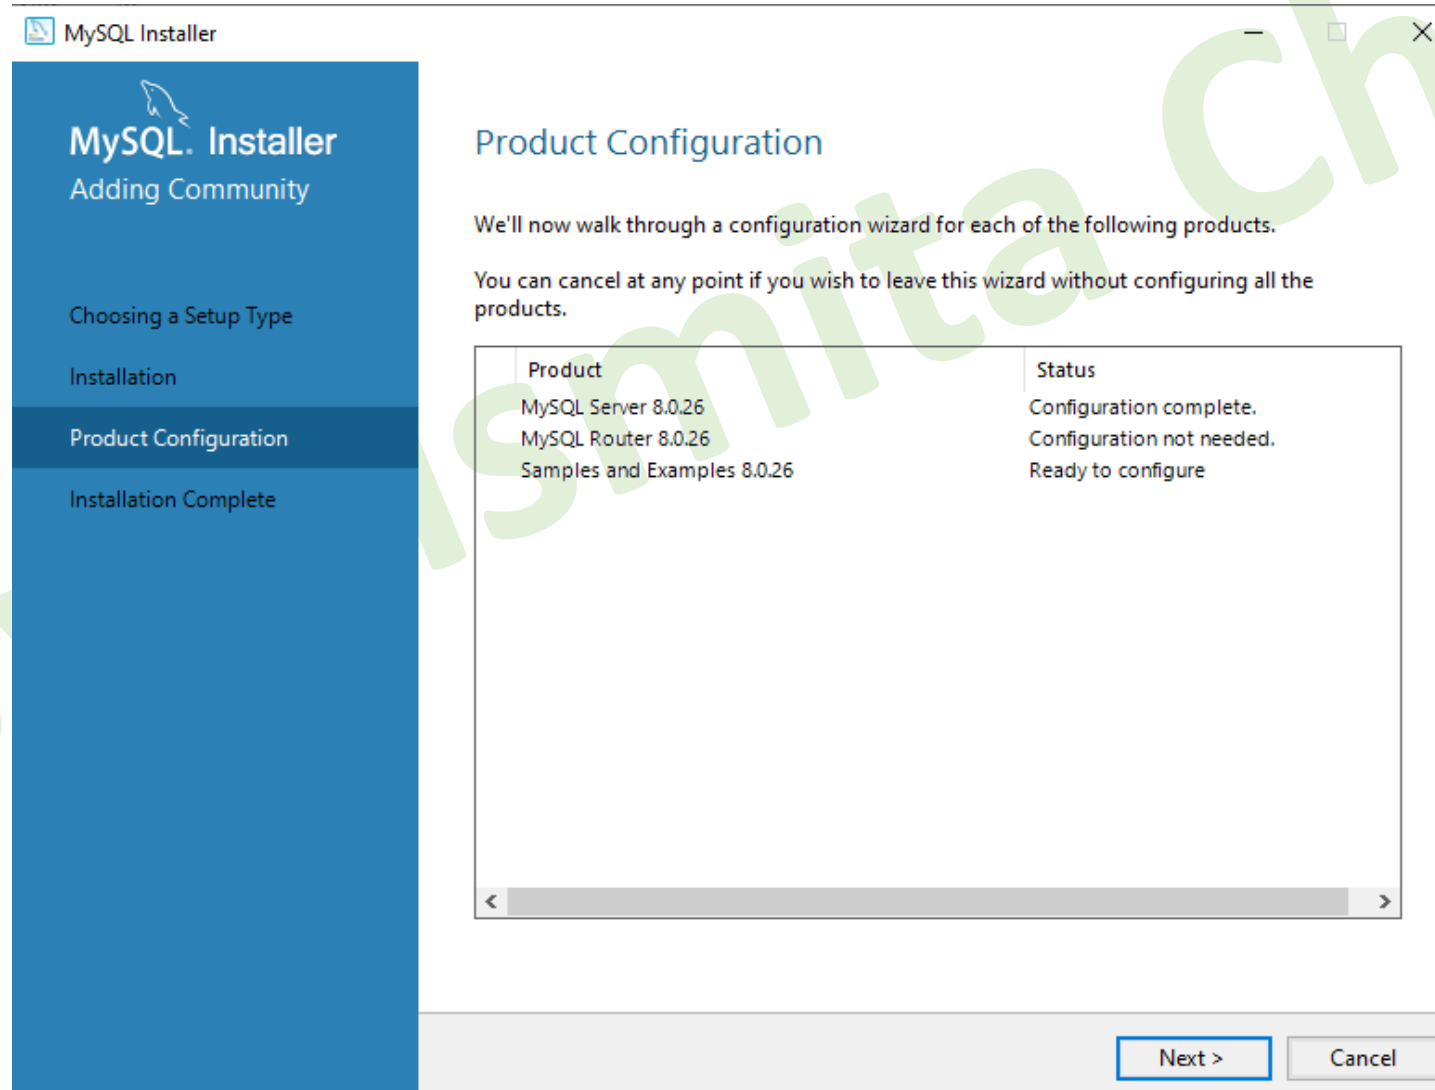 MySQL Installer
MySQL. Installer
Adding Community
Choosing a Setup Type
Installation
Product Configuration
Installation Complete
Product Configuration
We'll now walk through a configuration wizard for each of the following products.
You can cancel at any point if you wish to leave this wizard without configuring all the
products.
Product Status
MySQL Server 8.0.26 Configuration complete.
MySQL Router 8.0.26 Configuration not needed.
Samples and Examples 8.0.26 Ready to configure
Next >
Cancel
smita Ch